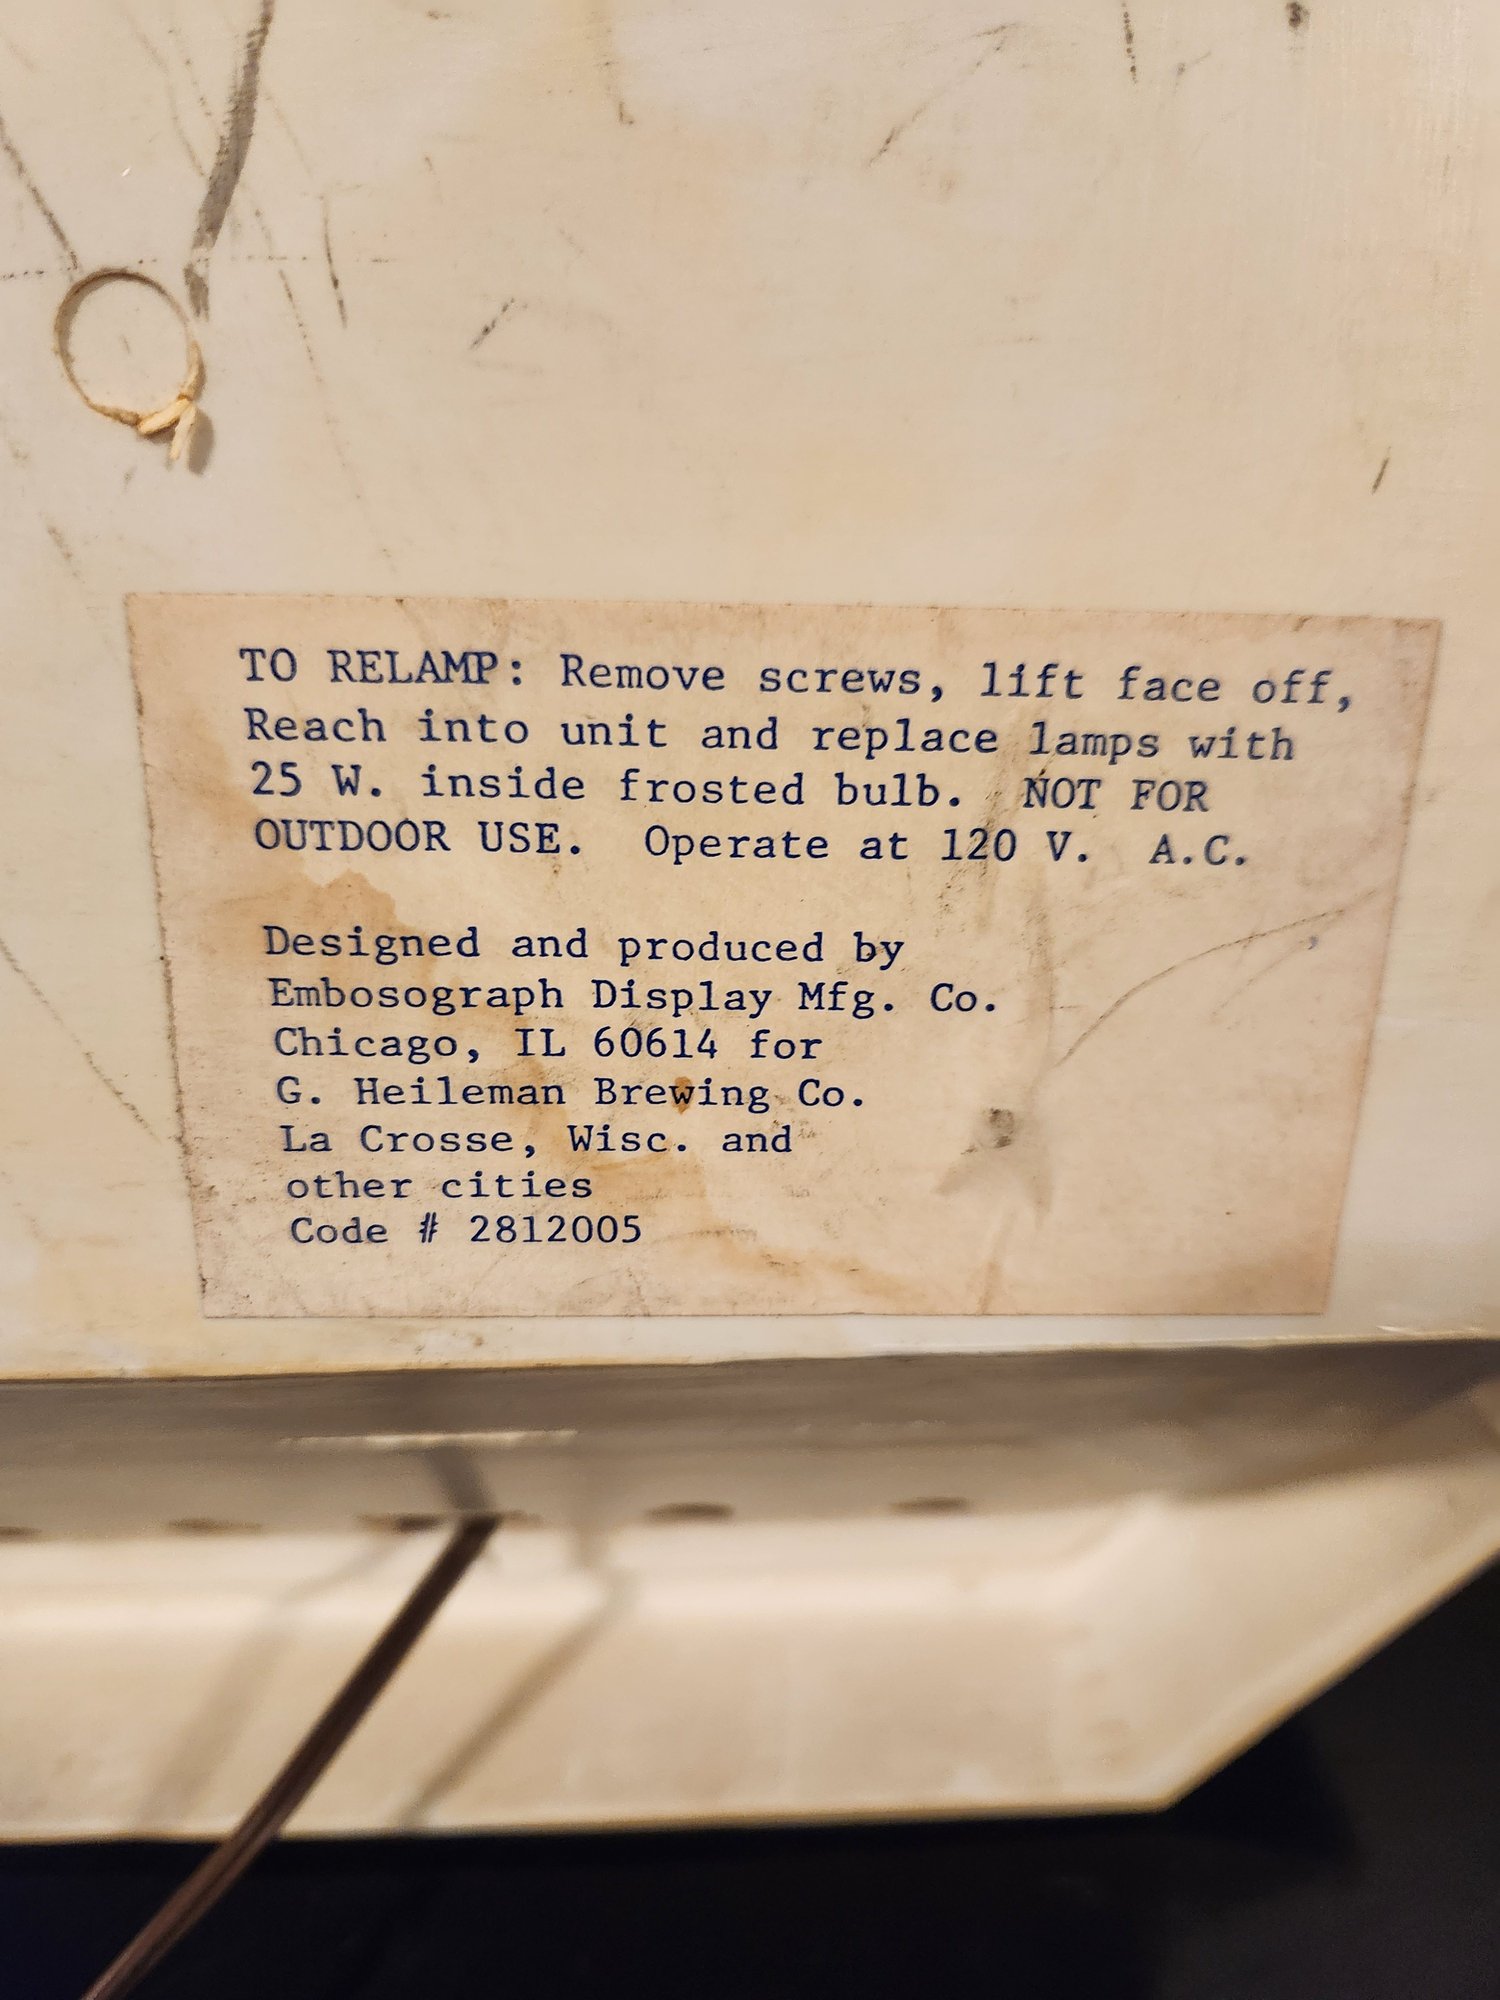 TO RELAMP: Remove screws, lift face off,
Reach into unit and replace lamps with
25 W. inside frosted bulb. NOT FOR
OUTDOOR USE. Operate at 120 V. A.C.
Designed and produced by
Embosograph Display Mfg. Co.
Chicago, IL 60614 for
G. Heileman Brewing Co.
La Crosse, Wisc. and
other cities
Code # 2812005